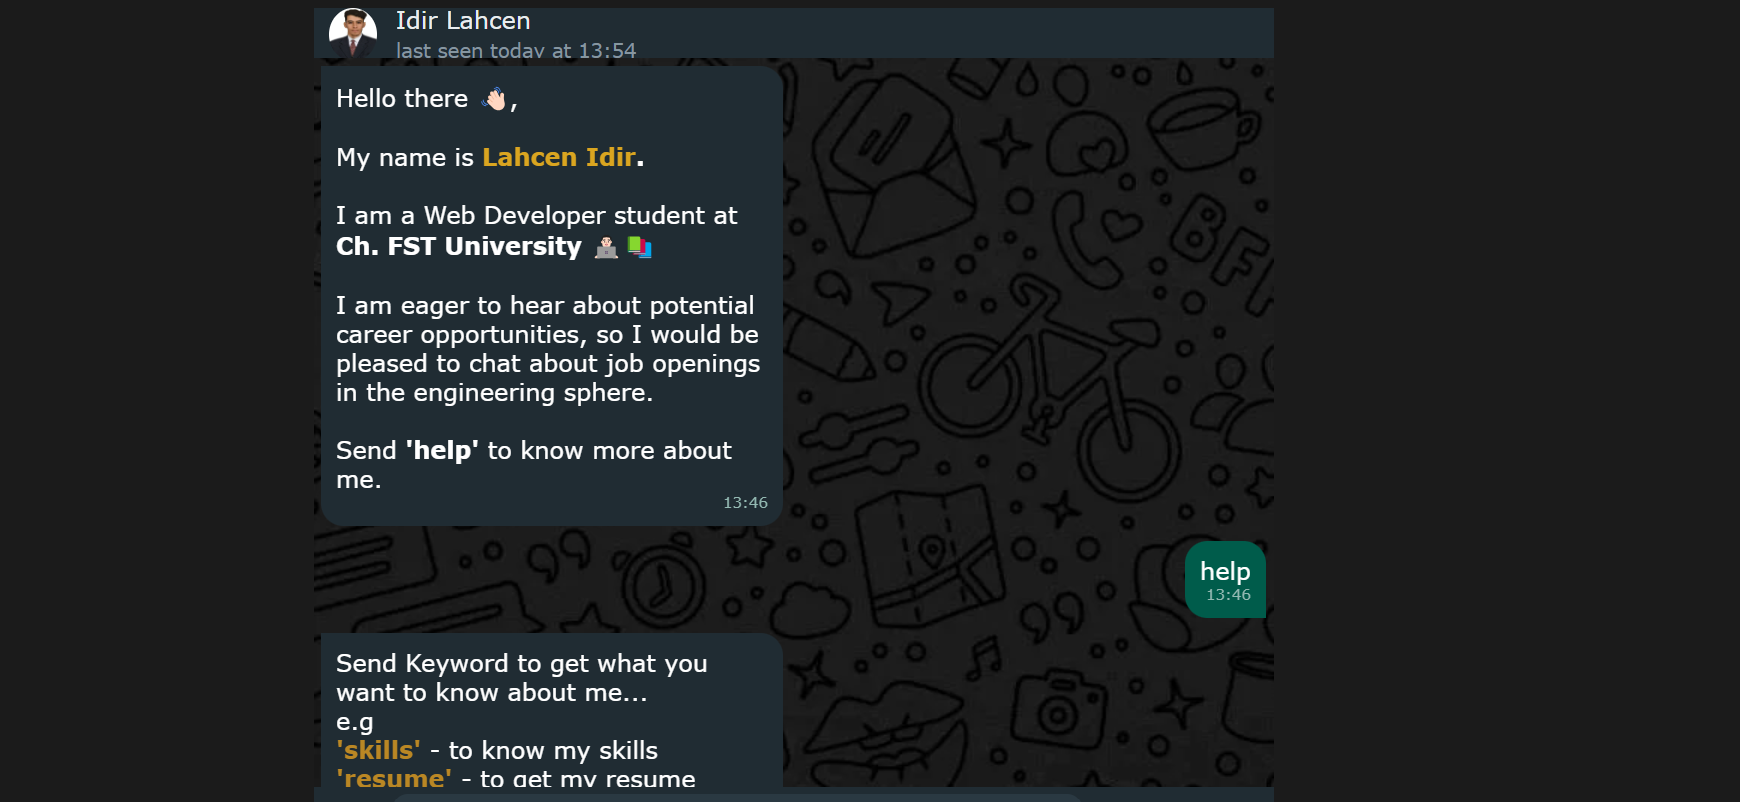 Idir Lahcen
last seen today at 13:54
Hello there 👋🏻,
My name is Lahcen Idir.
I am a Web Developer student at
Ch. FST University 👨🏻‍💻 📚
I am eager to hear about potential
career opportunities, so I would be
pleased to chat about job openings
in the engineering sphere.
Send 'help' to know more about
me.
13:46
help
13:46
Send Keyword to get what you
want to know about me...
e.g
'skills' - to know my skills
'resume' - to get my resume